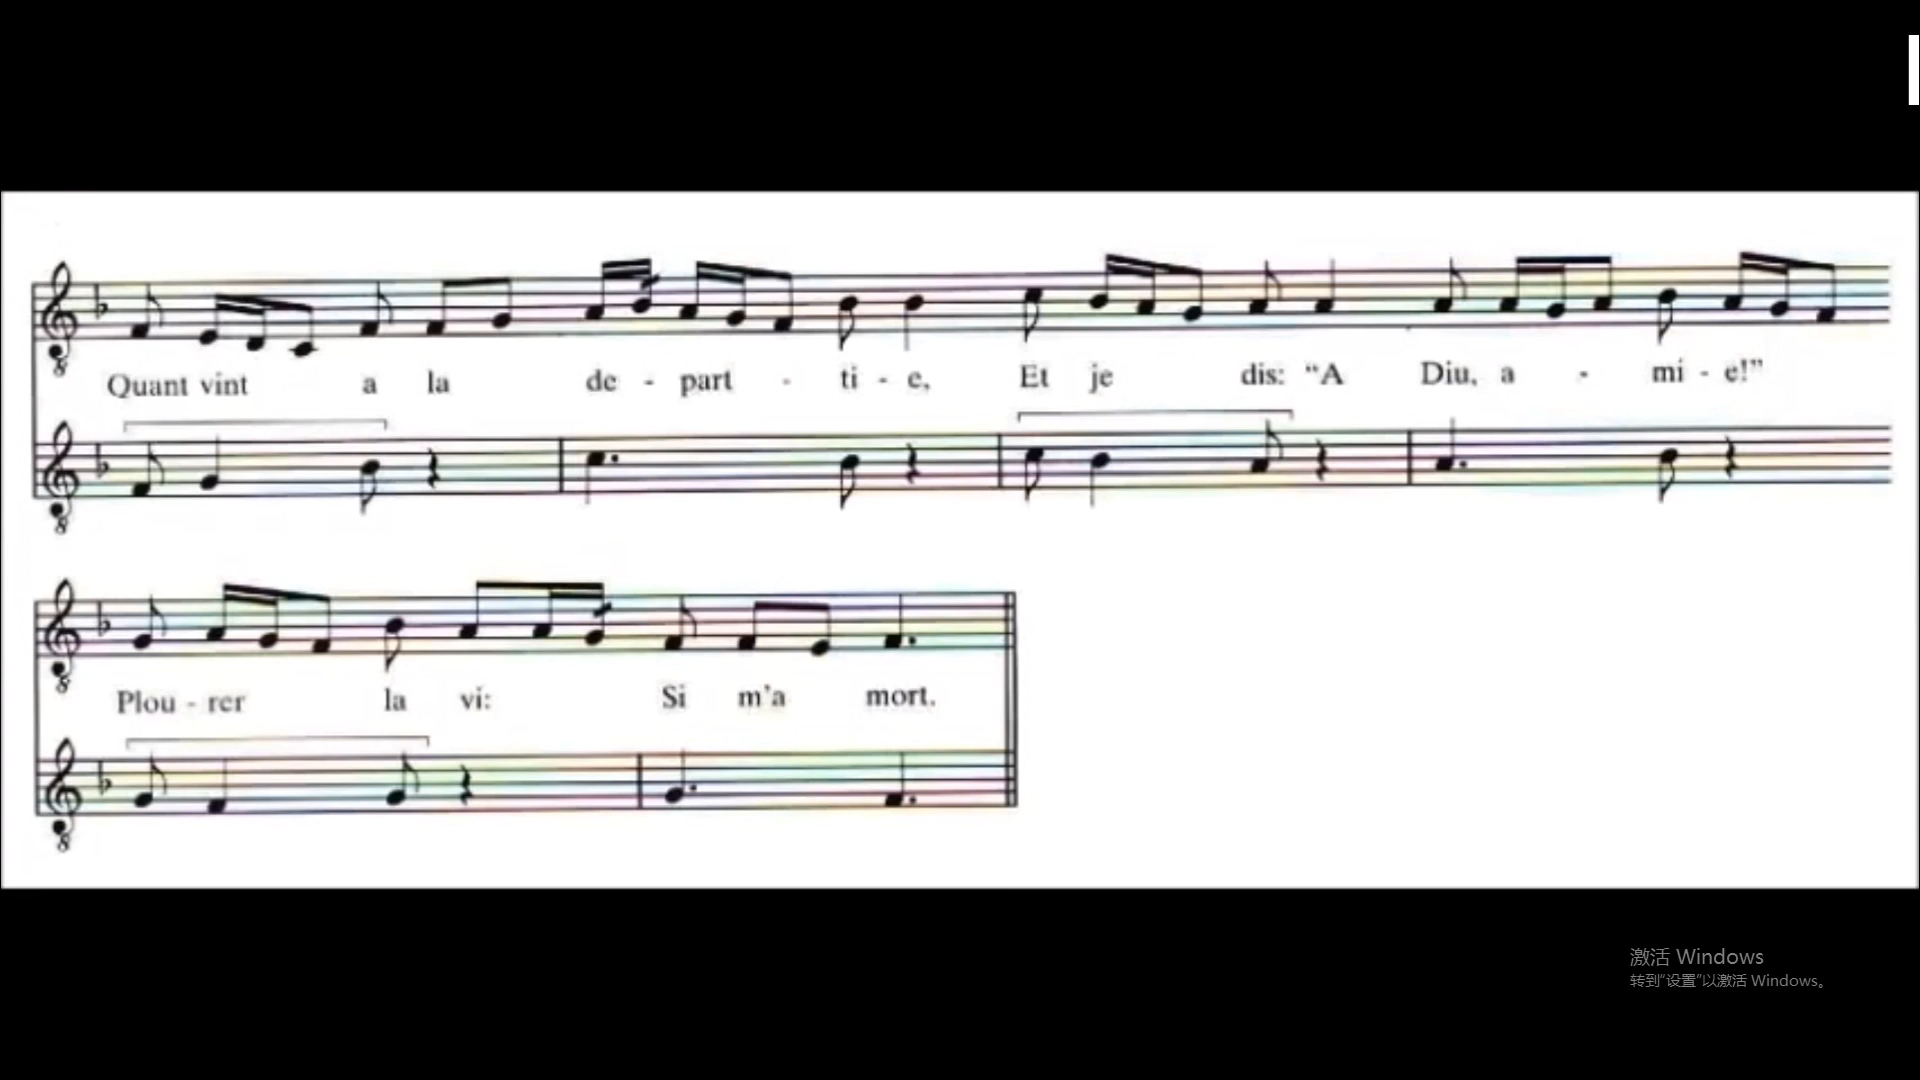 Quant vint a la de - part - ti - e, Et je dis: “A Diu, a - mi - e!”
Plou - rer la vi: Si m’a mort.
激活 Windows
转到“设置”以激活 Windows。